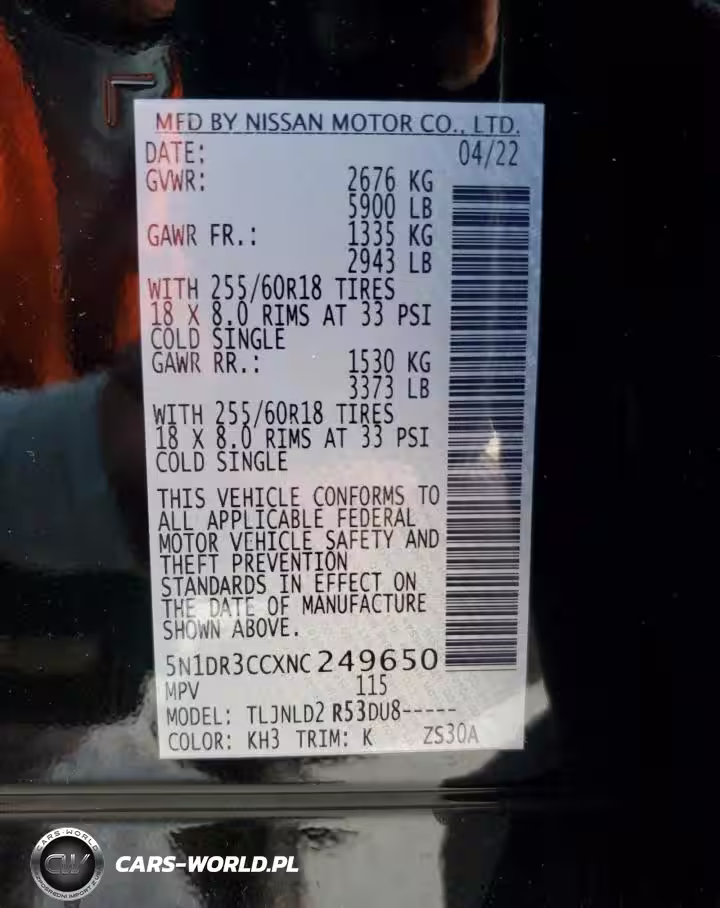 MFD BY NISSAN MOTOR CO., LTD.
DATE: 04/22
GVWR: 2676 KG
5900 LB
GAWR FR.: 1335 KG
2943 LB
WITH 255/60R18 TIRES
18 X 8.0 RIMS AT 33 PSI
COLD SINGLE
GAWR RR.: 1530 KG
3373 LB
WITH 255/60R18 TIRES
18 X 8.0 RIMS AT 33 PSI
COLD SINGLE
THIS VEHICLE CONFORMS TO
ALL APPLICABLE FEDERAL
MOTOR VEHICLE SAFETY AND
THEFT PREVENTION
STANDARDS IN EFFECT ON
THE DATE OF MANUFACTURE
SHOWN ABOVE.
5N1DR3CCXNC249650
MPV 115
MODEL: TLJNLD2 R53DU8-----
COLOR: KH3 TRIM: K ZS30A
CARS-WORLD
CW
CARS-WORLD.PL